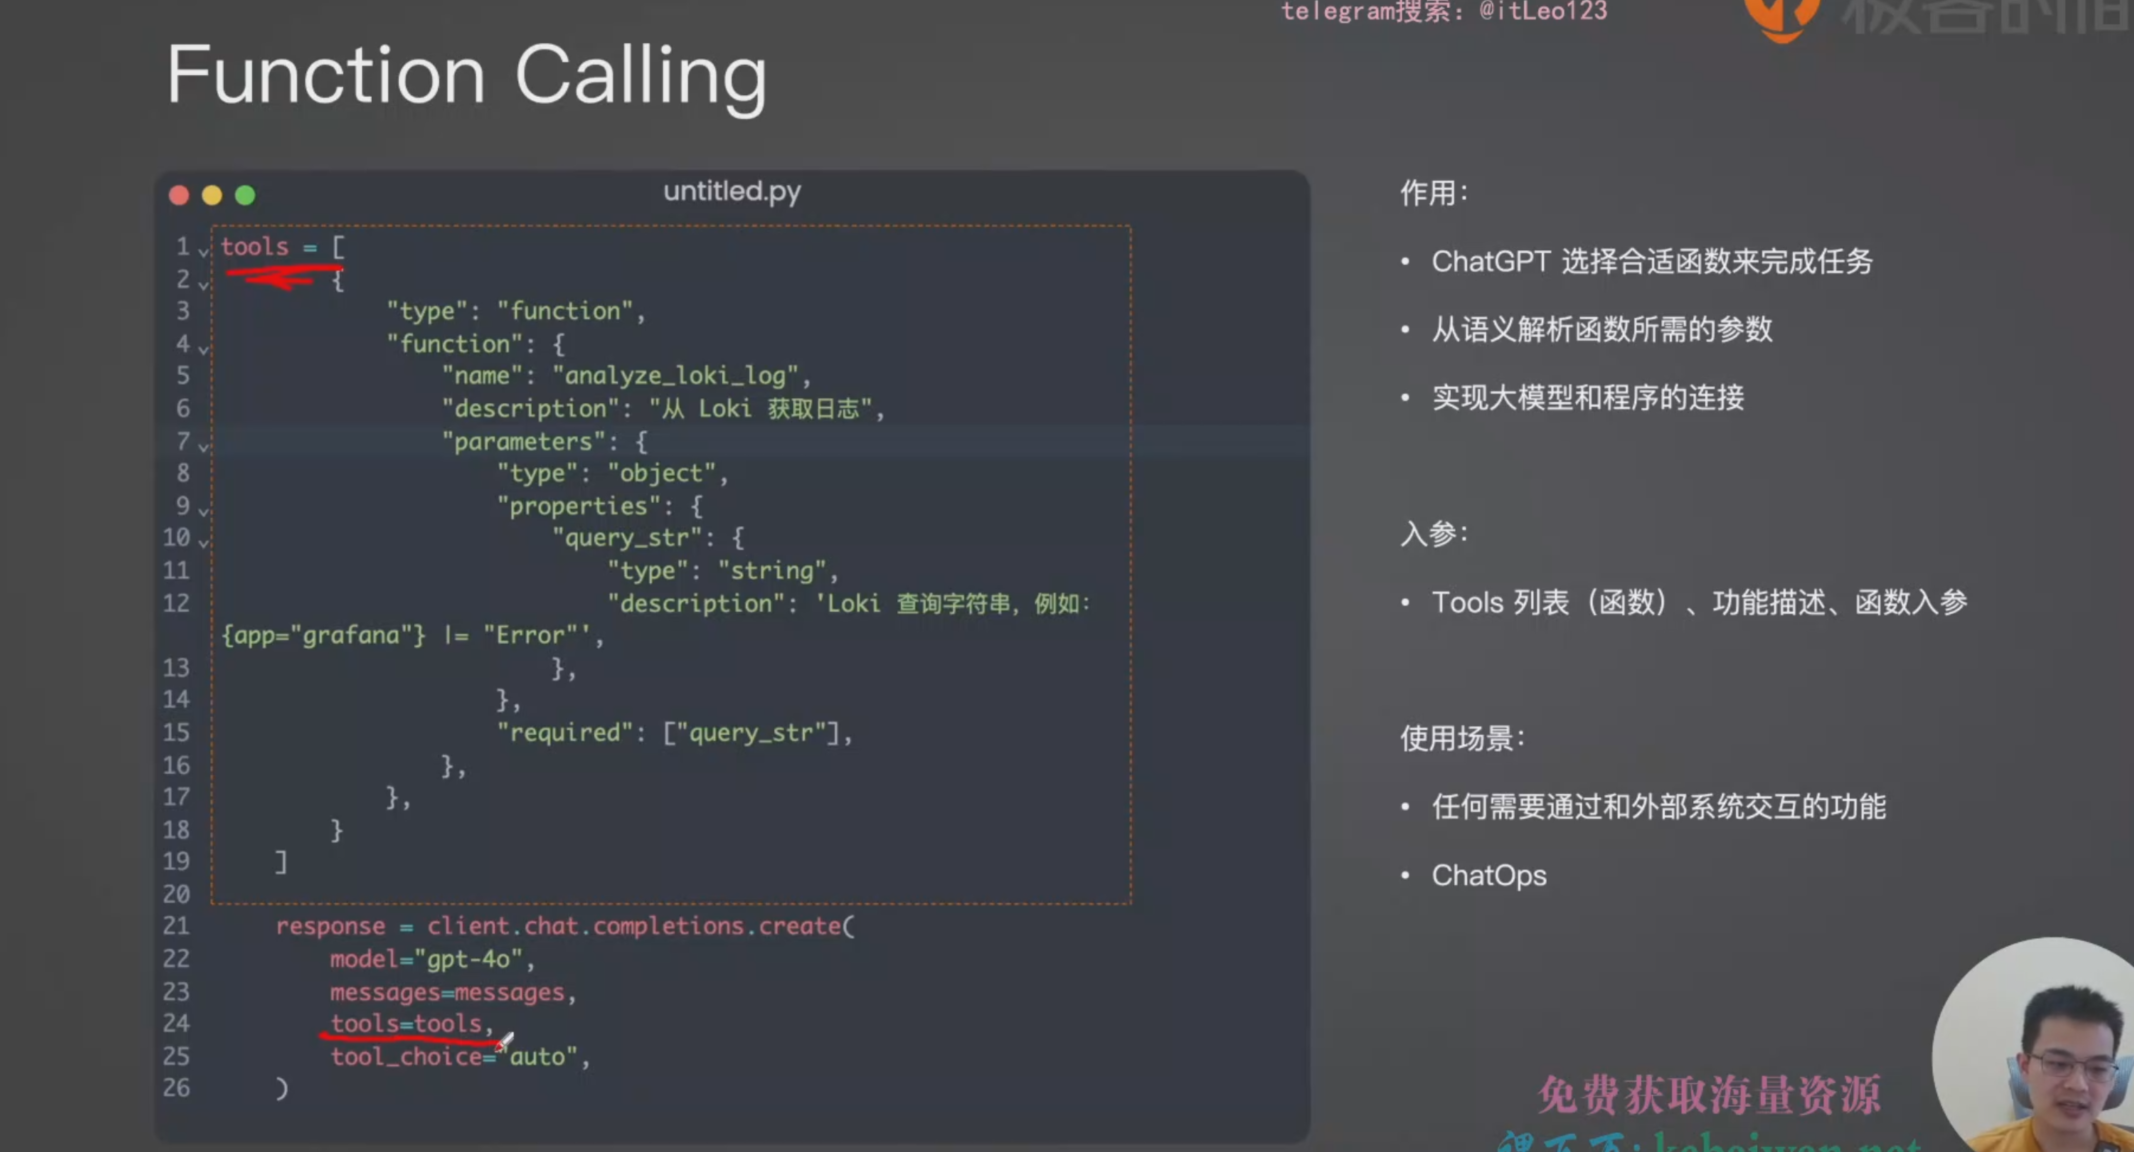 telegram搜索：@itLeo123
极客时间
Function Calling
untitled.py
1 tools = [
2 {
3 "type": "function",
4 "function": {
5 "name": "analyze_loki_log",
6 "description": "从 Loki 获取日志",
7 "parameters": {
8 "type": "object",
9 "properties": {
10 "query_str": {
11 "type": "string",
12 "description": 'Loki 查询字符串，例如：
{app="grafana"} |= "Error"',
13 },
14 },
15 "required": ["query_str"],
16 },
17 },
18 }
19 ]
20
21 response = client.chat.completions.create(
22 model="gpt-4o",
23 messages=messages,
24 tools=tools,
25 tool_choice="auto",
26 )
作用：
• ChatGPT 选择合适函数来完成任务
• 从语义解析函数所需的参数
• 实现大模型和程序的连接
入参：
• Tools 列表（函数）、功能描述、函数入参
使用场景：
• 任何需要通过和外部系统交互的功能
• ChatOps
免费获取海量资源